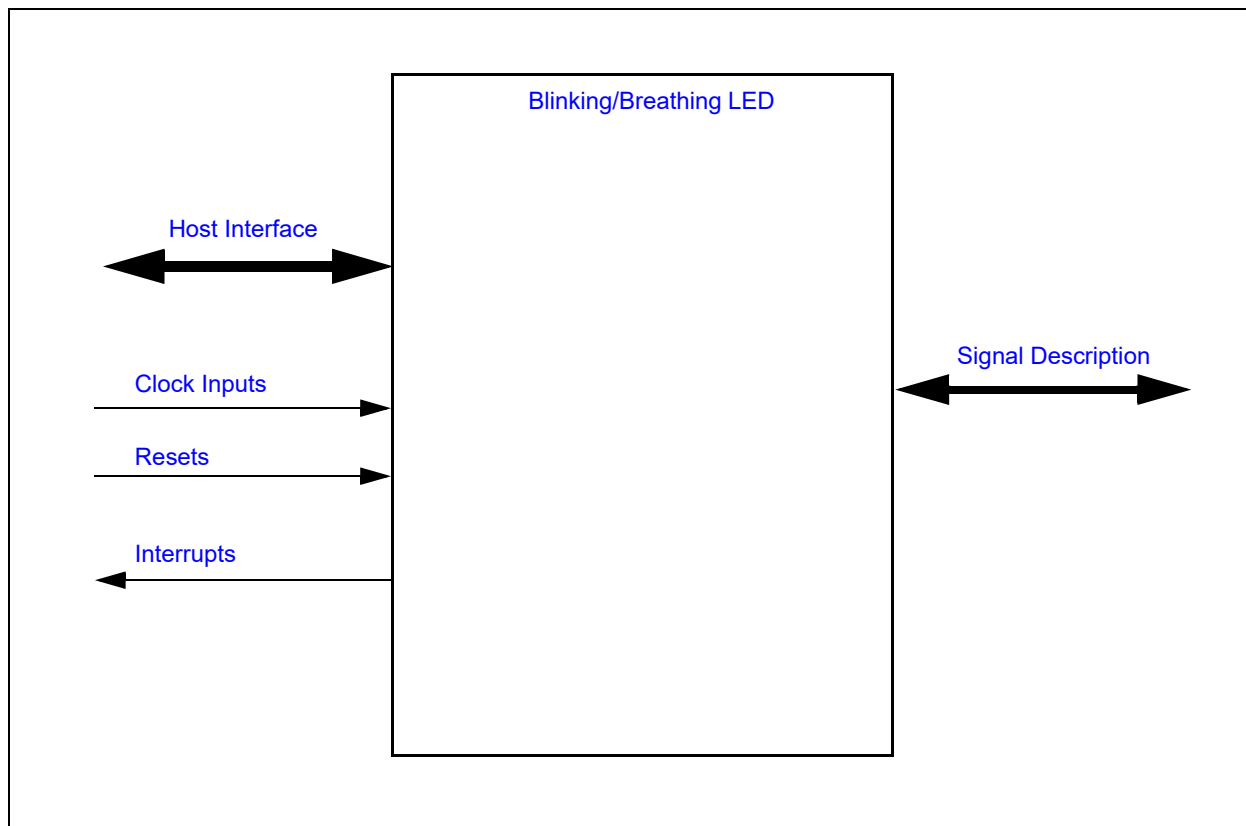 Blinking/Breathing LED
Host Interface
Signal Description
Clock Inputs
Resets
Interrupts